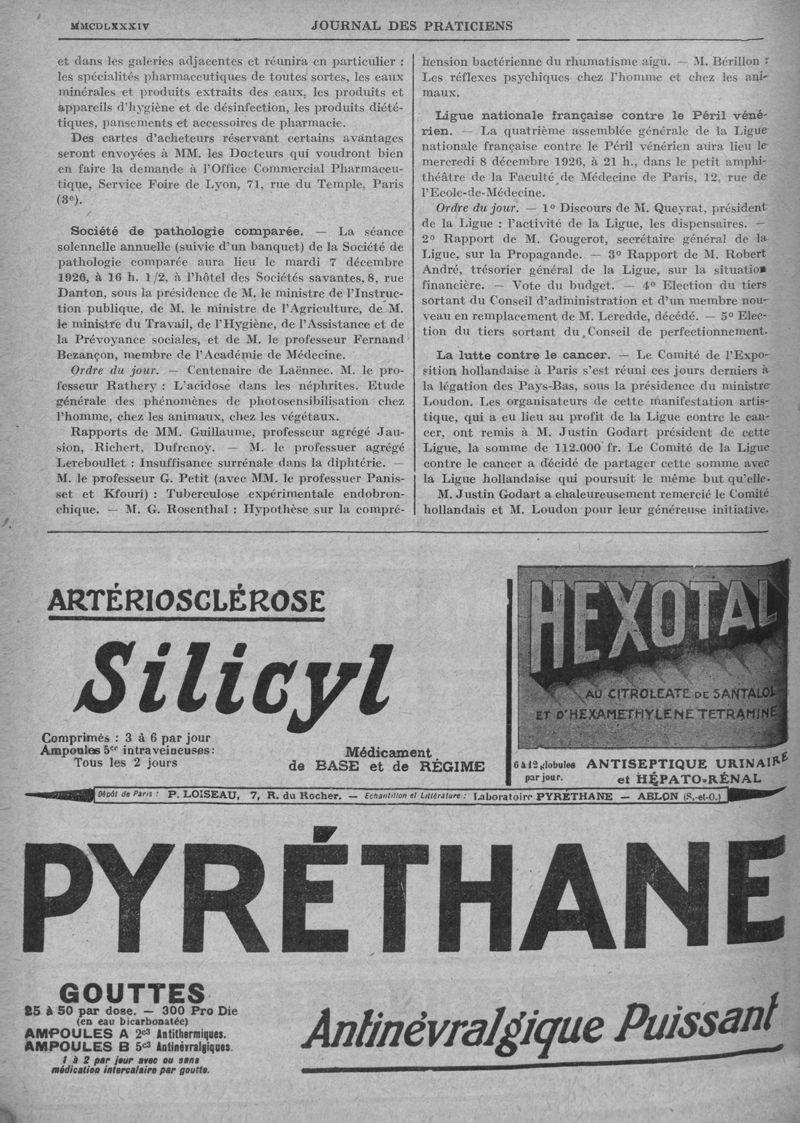 MMCDLXXXIV
JOURNAL DES PRATICIENS
et dans les galeries adjacentes et réunira en particulier :
les spécialités pharmaceutiques de toutes sortes, les eaux
minérales et produits extraits des eaux, les produits et
appareils d'hygiène et de désinfection, les produits diété-
tiques, pansements et accessoires de pharmacie.
Des cartes d'acheteurs réservant certains avantages
seront envoyées à MM. les Docteurs qui voudront bien
en faire la demande à l'Office Commercial Pharmaceu-
tique, Service Foire de Lyon, 71, rue du Temple, Paris
(3e).
Société de pathologie comparée. — La séance
solennelle annuelle (suivie d'un banquet) de la Société de
pathologie comparée aura lieu le mardi 7 décembre
1926, à 16 h. 1/2, à l'hôtel des Sociétés savantes, 8, rue
Danton, sous la présidence de M. le ministre de l'Instruc-
tion publique, de M. le ministre de l'Agriculture, de M.
le ministre du Travail, de l'Hygiène, de l'Assistance et de
la Prévoyance sociales, et de M. le professeur Fernand
Bezançon, membre de l'Académie de Médecine.
Ordre du jour. — Centenaire de Laënnec. M. le pro-
fesseur Rathery : L'acidose dans les néphrites. Etude
générale des phénomènes de photosensibilisation chez
l'homme, chez les animaux, chez les végétaux.
Rapports de MM. Guillaume, professeur agrégé Jau-
sion, Richert, Dufrenoy. — M. le professuer agrégé
Lereboullet : Insuffisance surrénale dans la diphtérie. —
M. le professeur G. Petit (avec MM. le professuer Panis-
set et Kfouri) : Tuberculose expérimentale endobron-
chique. — M. G. Rosenthal : Hypothèse sur la compré-
hension bactérienne du rhumatisme aigu. — M. Bérillon :
Les réflexes psychiques chez l'homme et chez les ani-
maux.
Ligue nationale française contre le Péril véné-
rien. — La quatrième assemblée générale de la Ligue
nationale française contre le Péril vénérien aura lieu le
mercredi 8 décembre 1926, à 21 h., dans le petit amphi-
théâtre de la Faculté de Médecine de Paris, 12, rue de
l'Ecole-de-Médecine.
Ordre du jour. — 1° Discours de M. Queyrat, président
de la Ligue : l'activité de la Ligue, les dispensaires. —
2° Rapport de M. Gougerot, secrétaire général de la
Ligue, sur la Propagande. — 3° Rapport de M. Robert
André, trésorier général de la Ligue, sur la situation
financière. — Vote du budget. — 4° Election du tiers
sortant du Conseil d'administration et d'un membre nou-
veau en remplacement de M. Leredde, décédé. — 5° Elec-
tion du tiers sortant du Conseil de perfectionnement.
La lutte contre le cancer. — Le Comité de l'Expo-
sition hollandaise à Paris s'est réuni ces jours derniers à
la légation des Pays-Bas, sous la présidence du ministre
Loudon. Les organisateurs de cette manifestation artis-
tique, qui a eu lieu au profit de la Ligue contre le can-
cer, ont remis à M. Justin Godart président de cette
Ligue, la somme de 112.000 fr. Le Comité de la Ligue
contre le cancer a décidé de partager cette somme avec
la Ligue hollandaise qui poursuit le même but qu'elle.
M. Justin Godart a chaleureusement remercié le Comité
hollandais et M. Loudon pour leur généreuse initiative.
ARTÉRIOSCLÉROSE
Silicyl
Comprimés : 3 à 6 par jour
Ampoules 5cc intraveineuses :
Tous les 2 jours
Médicament
de BASE et de RÉGIME
HEXOTAL
AU CITROLEATE DE SANTALOL
ET D'HEXAMETHYLENE TETRAMINE
6 à 12 globules
par jour.
ANTISEPTIQUE URINAIRE
et HÉPATO-RÉNAL
Dépôt de Paris : P. LOISEAU, 7, R. du Rocher. — Echantillon et Littérature : Laboratoire PYRÉTHANE — ABLON (S.-et-O.)
PYRÉTHANE
GOUTTES
25 à 50 par dose. — 300 Pro Die
(en eau bicarbonatée)
AMPOULES A 2c3 Antithermiques.
AMPOULES B 5c3 Antinévralgiques.
1 à 2 par jour avec ou sans
médication intercalaire par goutte.
Antinévralgique Puissant